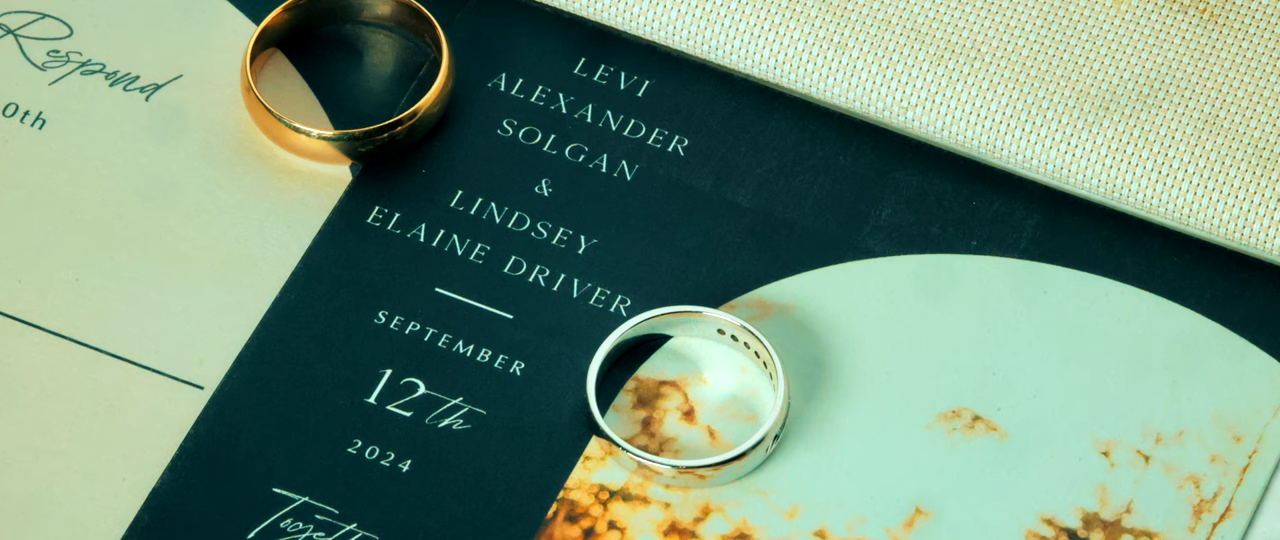 Respond
0th
LEVI
ALEXANDER
SOLGAN
&
LINDSEY
ELAINE DRIVER
SEPTEMBER
12th
2024